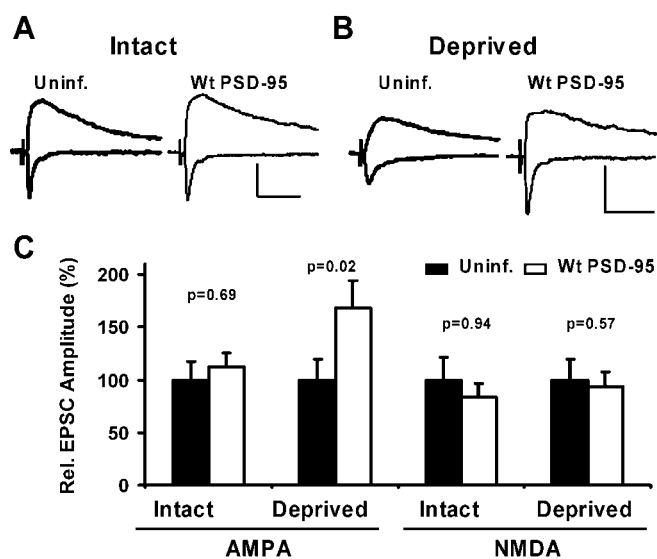 A
Intact
Uninf.
Wt PSD-95
B
Deprived
Uninf.
Wt PSD-95
C
Rel. EPSC Amplitude (%)
200
150
100
50
0
p=0.69
p=0.02
p=0.94
p=0.57
Uninf.
Wt PSD-95
Intact
Deprived
Intact
Deprived
AMPA
NMDA